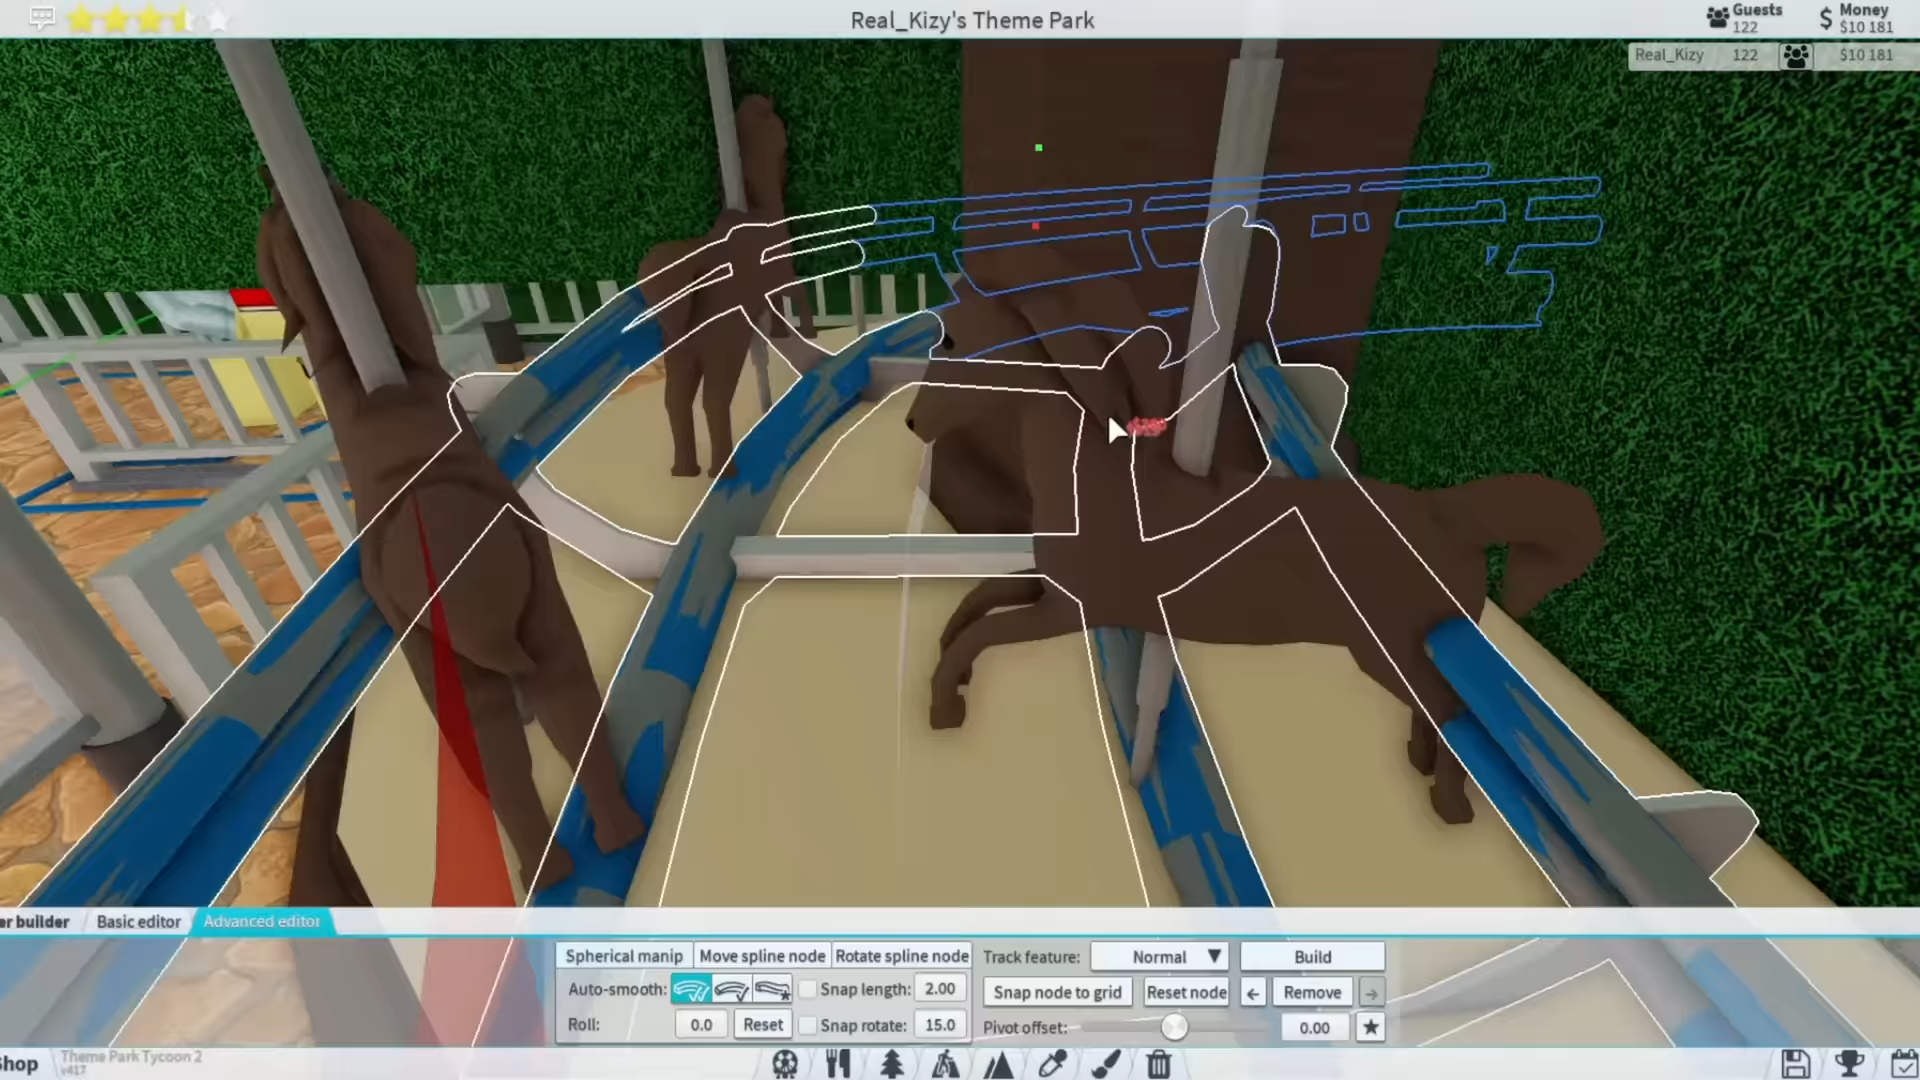 Real_Kizy's Theme Park
Guests
122
$ Money
$10 181
Real_Kizy 122 $10 181
er builder
Basic editor
Advanced editor
Spherical manip
Move spline node
Rotate spline node
Track feature:
Normal
Build
Auto-smooth:
Snap length:
2.00
Snap node to grid
Reset node
←
Remove
→
Roll:
0.0
Reset
Snap rotate:
15.0
Pivot offset:
0.00
Shop
Theme Park Tycoon 2
v417